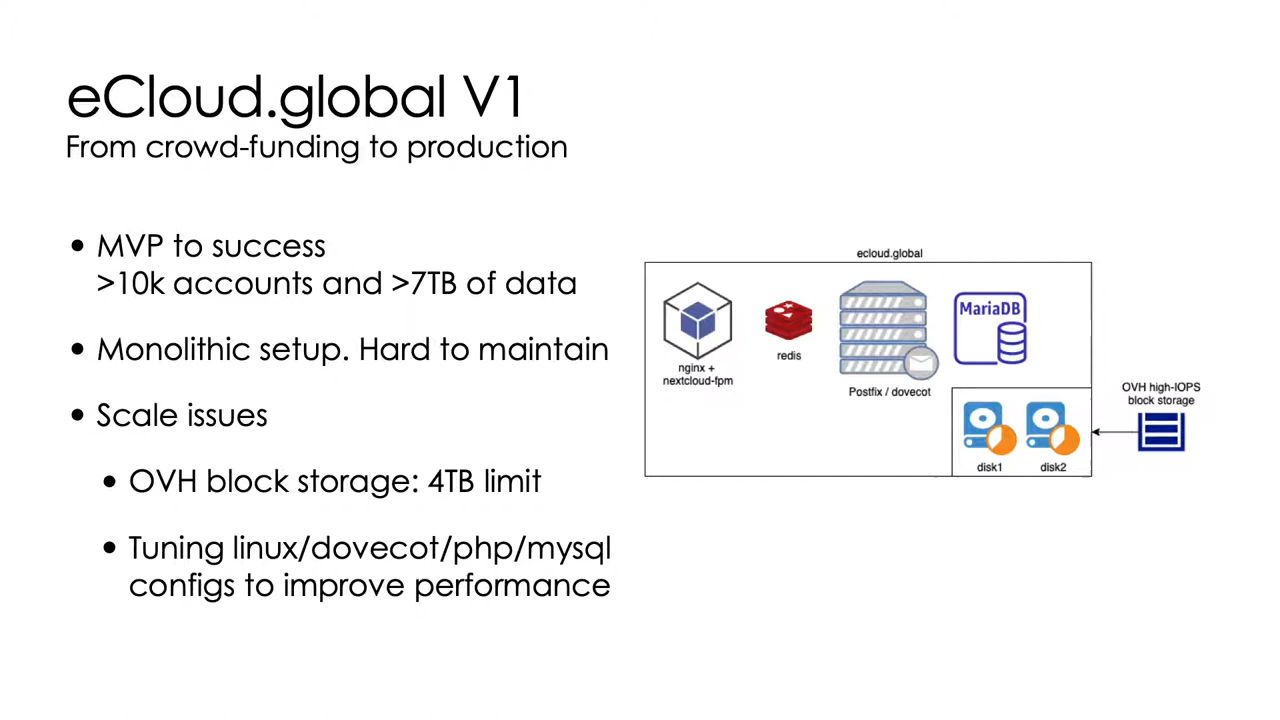 eCloud.global V1
From crowd-funding to production
• MVP to success
>10k accounts and >7TB of data
• Monolithic setup. Hard to maintain
• Scale issues
• OVH block storage: 4TB limit
• Tuning linux/dovecot/php/mysql
configs to improve performance
ecloud.global
nginx +
nextcloud-fpm
redis
Postfix / dovecot
MariaDB
disk1
disk2
OVH high-IOPS
block storage